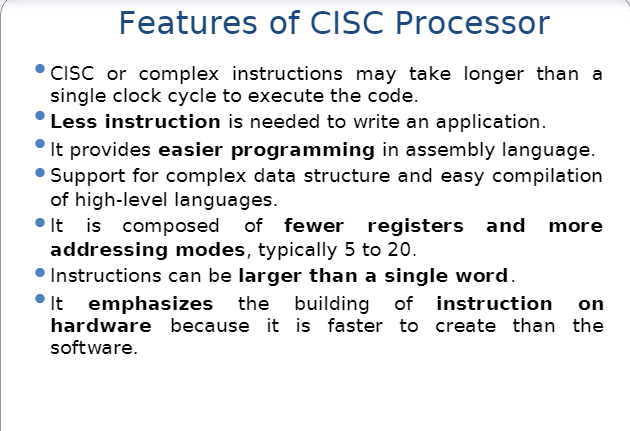 Features of CISC Processor
CISC or complex instructions may take longer than a
single clock cycle to execute the code.
Less instruction is needed to write an application.
It provides easier programming in assembly language.
Support for complex data structure and easy compilation
of high-level languages.
It is composed of fewer registers and more
addressing modes, typically 5 to 20.
Instructions can be larger than a single word.
It emphasizes the building of instruction on
hardware because it is faster to create than the
software.